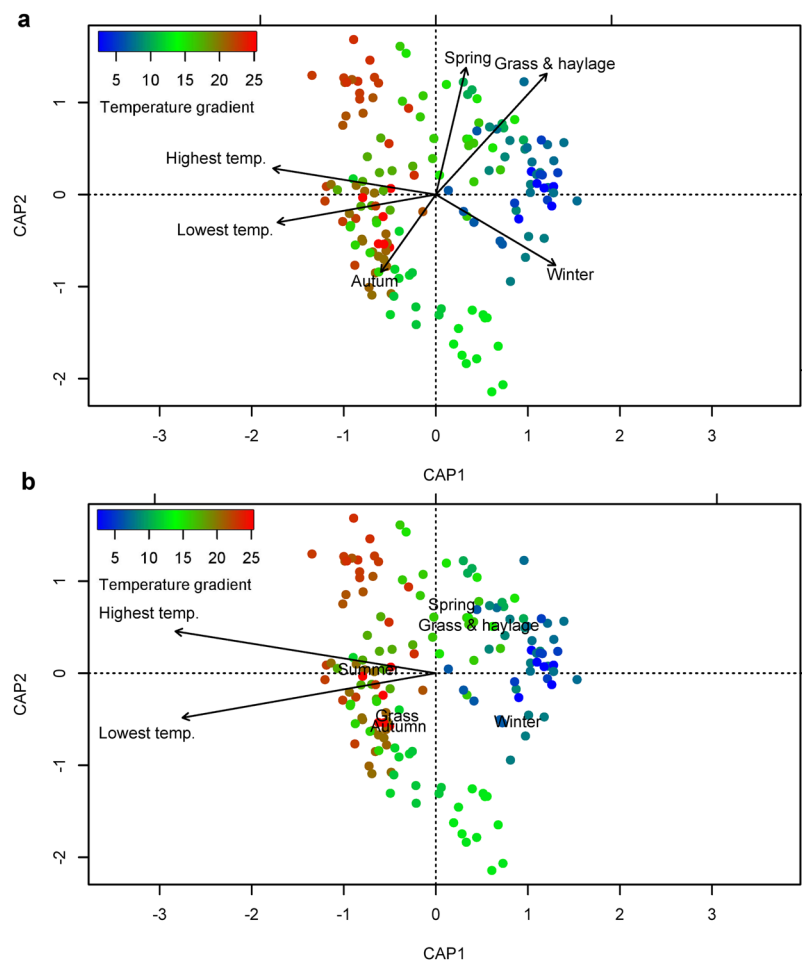 a
Spring
Grass & haylage
5 10 15 20 25
Temperature gradient
1
Highest temp.
CAP2
0
Lowest temp.
Autum
Winter
-1
-2
-3 -2 -1 0 1 2 3
CAP1
b
5 10 15 20 25
Temperature gradient
1
Highest temp.
Spring
Grass & haylage
CAP2
0
Summer
Grass
Winter
Autumn
Lowest temp.
-1
-2
-3 -2 -1 0 1 2 3
CAP1